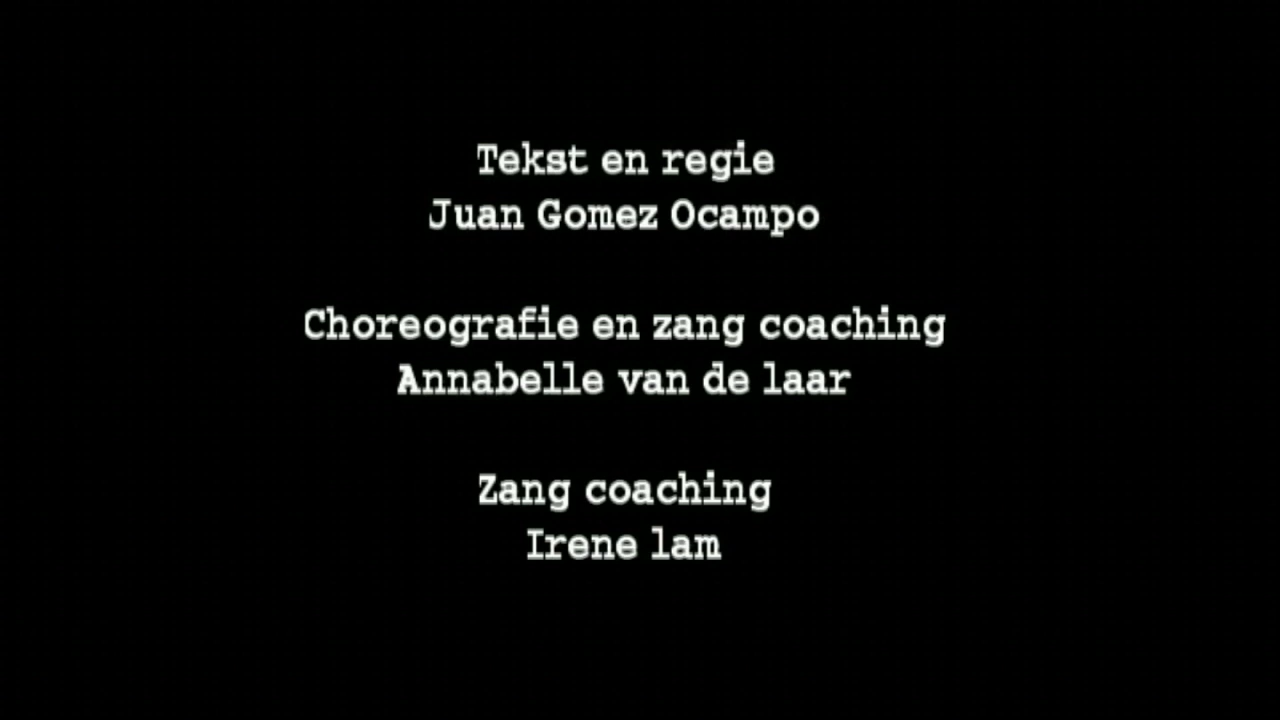 Tekst en regie
Juan Gomez Ocampo
Choreografie en zang coaching
Annabelle van de laar
Zang coaching
Irene lam